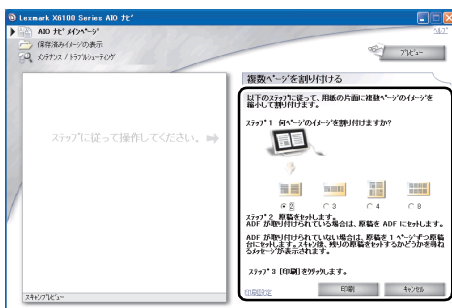 Lexmark X6100 Series AIO ﾅﾋﾞ
AIO ﾅﾋﾞ ﾒｲﾝﾍﾟｰｼﾞ
ﾍﾙﾌﾟ
保存済みｲﾒｰｼﾞの表示
ﾒﾝﾃﾅﾝｽ / ﾄﾗﾌﾞﾙｼｭｰﾃｨﾝｸﾞ
ﾌﾟﾚﾋﾞｭｰ
複数ﾍﾟｰｼﾞを割り付ける
以下のｽﾃｯﾌﾟに従って、用紙の片面に複数ﾍﾟｰｼﾞのｲﾒｰｼﾞを
縮小して割り付けます。
ｽﾃｯﾌﾟ 1 何ﾍﾟｰｼﾞのｲﾒｰｼﾞを割り付けますか?
ステップに従って操作してください。
2 3 4 8
ｽﾃｯﾌﾟ 2 原稿をｾｯﾄします。
ADF が取り付けられている場合は、原稿を ADF にｾｯﾄします。
ADF が取り付けられていない場合は、原稿を 1 ﾍﾟｰｼﾞずつ原稿
台にｾｯﾄします。ｽｷｬﾝ後、残りの原稿をｾｯﾄするかどうかを尋ね
るﾒｯｾｰｼﾞが表示されます。
ｽﾃｯﾌﾟ 3 [印刷] をｸﾘｯｸします。
印刷設定 印刷 ｷｬﾝｾﾙ
ｽｷｬﾝﾌﾟﾚﾋﾞｭｰ